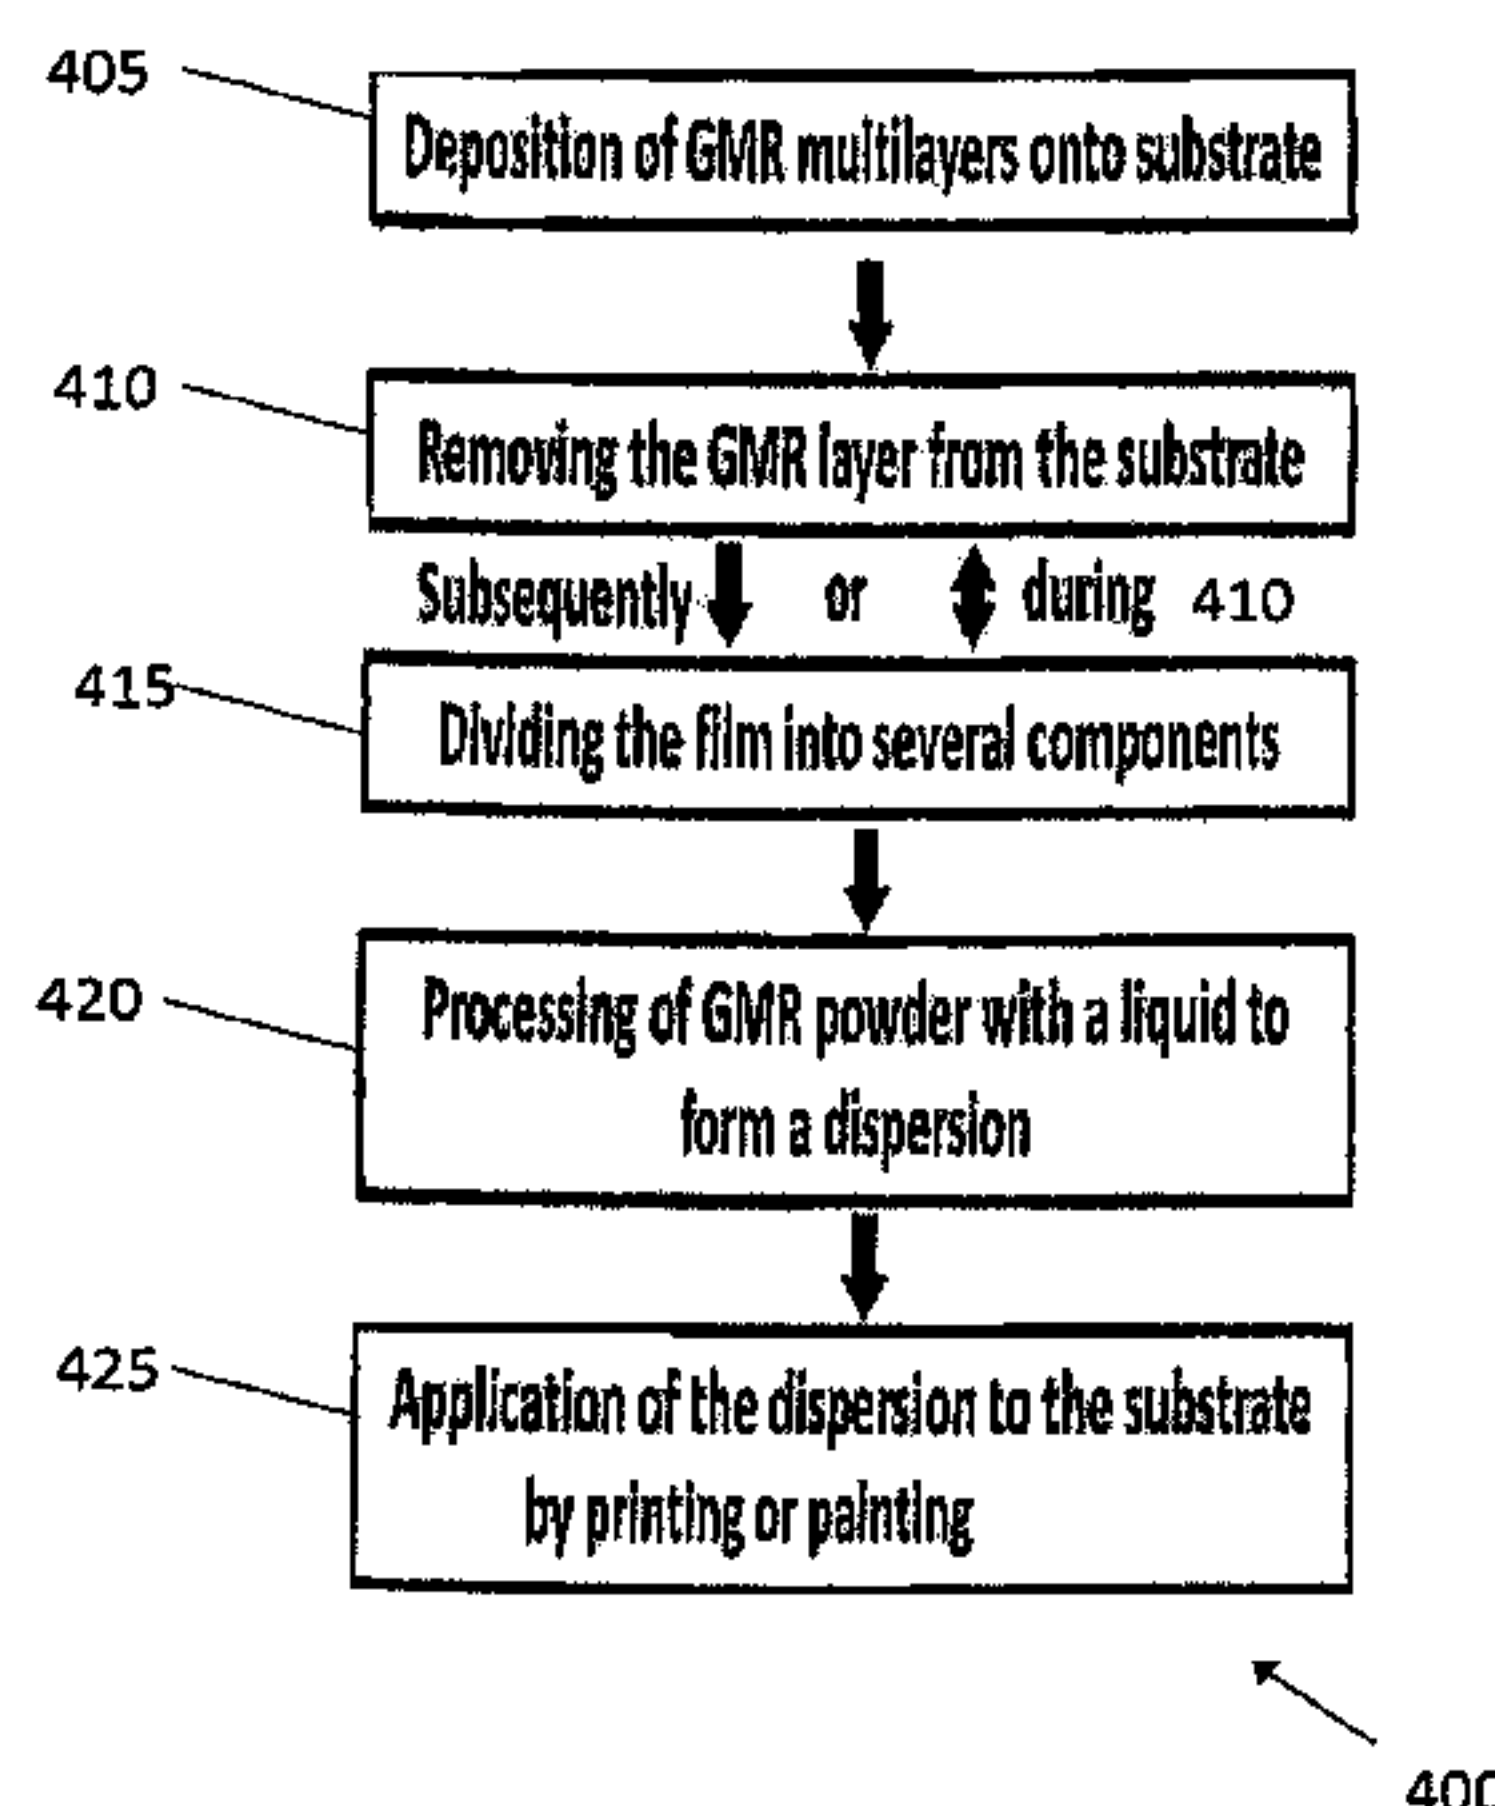 405
Deposition of GMR multilayers onto substrate
410
Removing the GMR layer from the substrate
Subsequently or during 410
415
Dividing the film into several components
420
Processing of GMR powder with a liquid to
form a dispersion
425
Application of the dispersion to the substrate
by printing or painting
400